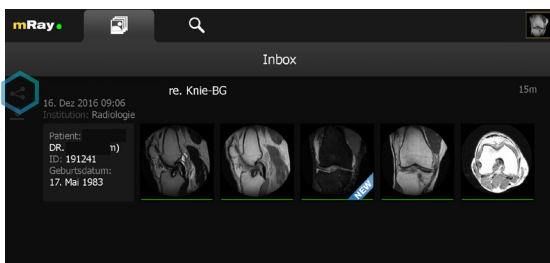 mRay
Inbox
re. Knie-BG
15m
16. Dez 2016 09:06
Institution: Radiologie
Patient:
DR. m)
ID: 191241
Geburtsdatum:
17. Mai 1983
NEW